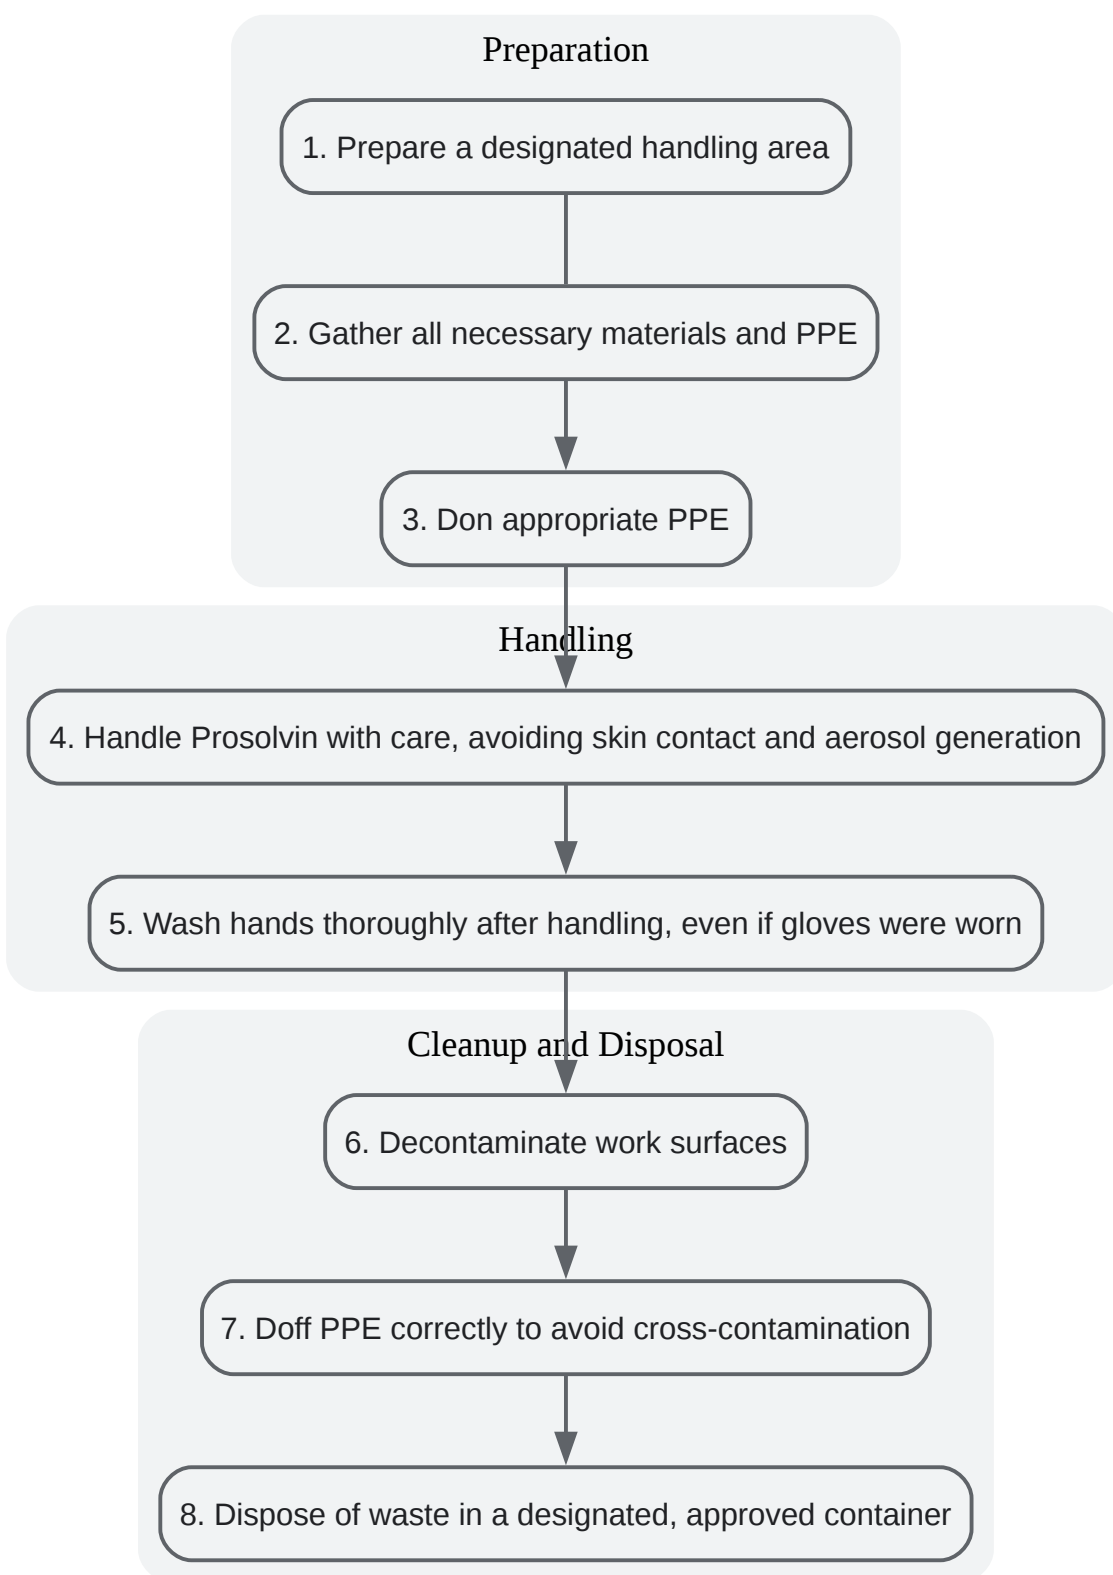 Preparation
1. Prepare a designated handling area
2. Gather all necessary materials and PPE
3. Don appropriate PPE
Handling
4. Handle Prosolvin with care, avoiding skin contact and aerosol generation
5. Wash hands thoroughly after handling, even if gloves were worn
Cleanup and Disposal
6. Decontaminate work surfaces
7. Doff PPE correctly to avoid cross-contamination
8. Dispose of waste in a designated, approved container